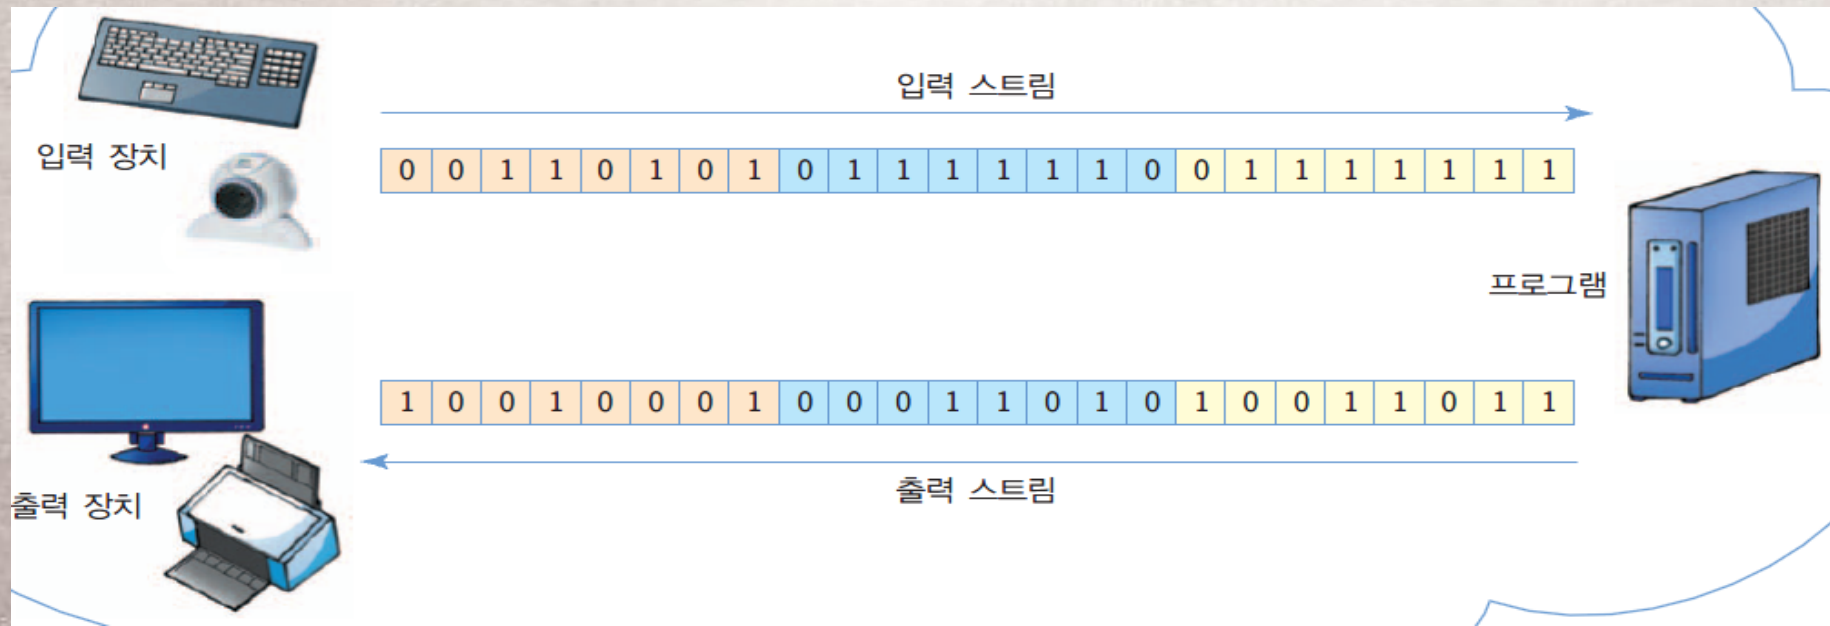 입력 스트림
입력 장치
0 0 1 1 0 1 0 1 0 1 1 1 1 1 1 0 0 1 1 1 1 1 1 1
프로그램
1 0 0 1 0 0 0 1 0 0 0 1 1 0 1 0 1 0 0 1 1 0 1 1
출력 스트림
출력 장치